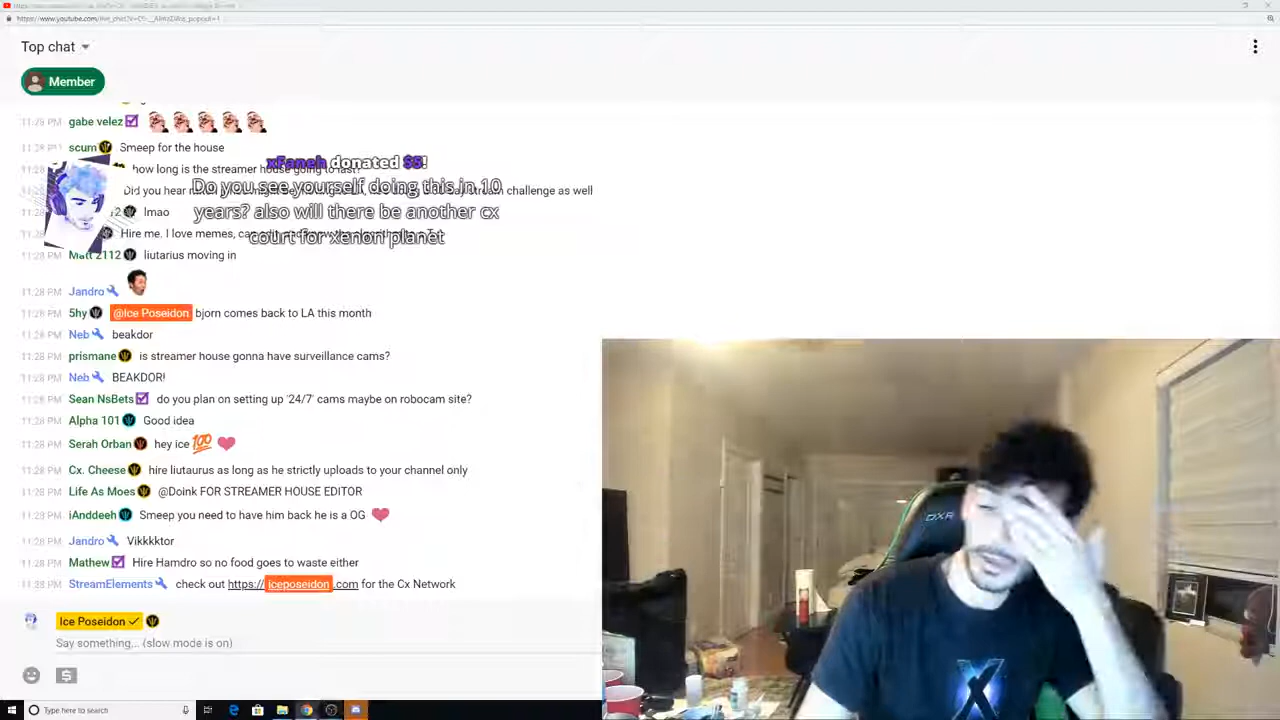 Top chat
Member
11:28 PM gabe velez
11:28 PM scum Smeep for the house
how long is the streamer house going to last?
xFaneh donated $8!
Do you see yourself doing this in 10
years? also will there be another cx
court for xenon planet
Did you hear
stream challenge as well
lmao
Hire me. I love memes,
11:28 PM Matt 2112 liutarius moving in
11:28 PM Jandro
11:28 PM 5hy @Ice Poseidon bjorn comes back to LA this month
11:28 PM Neb beakdor
11:28 PM prismane is streamer house gonna have surveillance cams?
11:28 PM Neb BEAKDOR!
11:28 PM Sean NsBets do you plan on setting up '24/7' cams maybe on robocam site?
11:28 PM Alpha 101 Good idea
11:28 PM Serah Orban hey ice 💯 ❤
11:28 PM Cx. Cheese hire liutaurus as long as he strictly uploads to your channel only
11:28 PM Life As Moes @Doink FOR STREAMER HOUSE EDITOR
11:28 PM iAnddeeh Smeep you need to have him back he is a OG ❤
11:28 PM Jandro Vikkkktor
11:28 PM Mathew Hire Hamdro so no food goes to waste either
11:28 PM StreamElements check out https://iceposeidon.com for the Cx Network
Ice Poseidon
Say something... (slow mode is on)
DXR
X
Type here to search